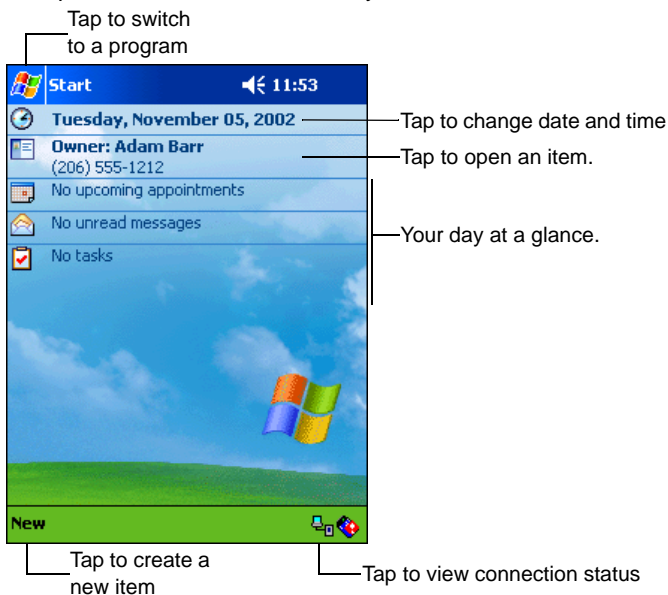 Tap to switch
to a program
Start
11:53
Tuesday, November 05, 2002
Tap to change date and time
Owner: Adam Barr
(206) 555-1212
Tap to open an item.
No upcoming appointments
No unread messages
No tasks
Your day at a glance.
New
Tap to create a
new item
Tap to view connection status